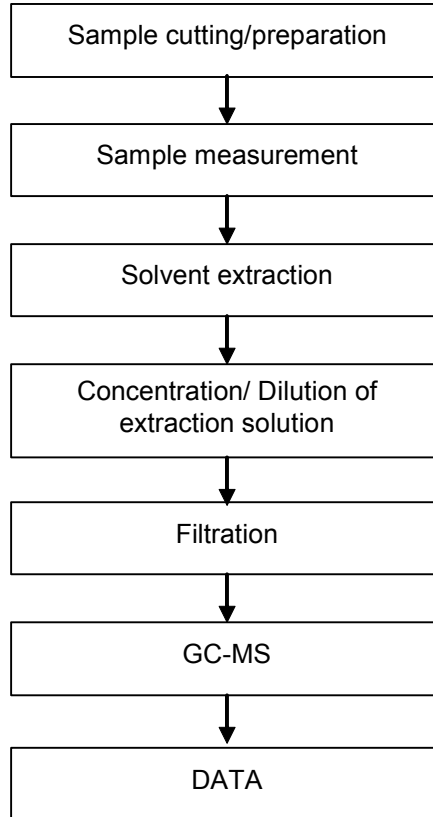 Sample cutting/preparation
Sample measurement
Solvent extraction
Concentration/ Dilution of
extraction solution
Filtration
GC-MS
DATA